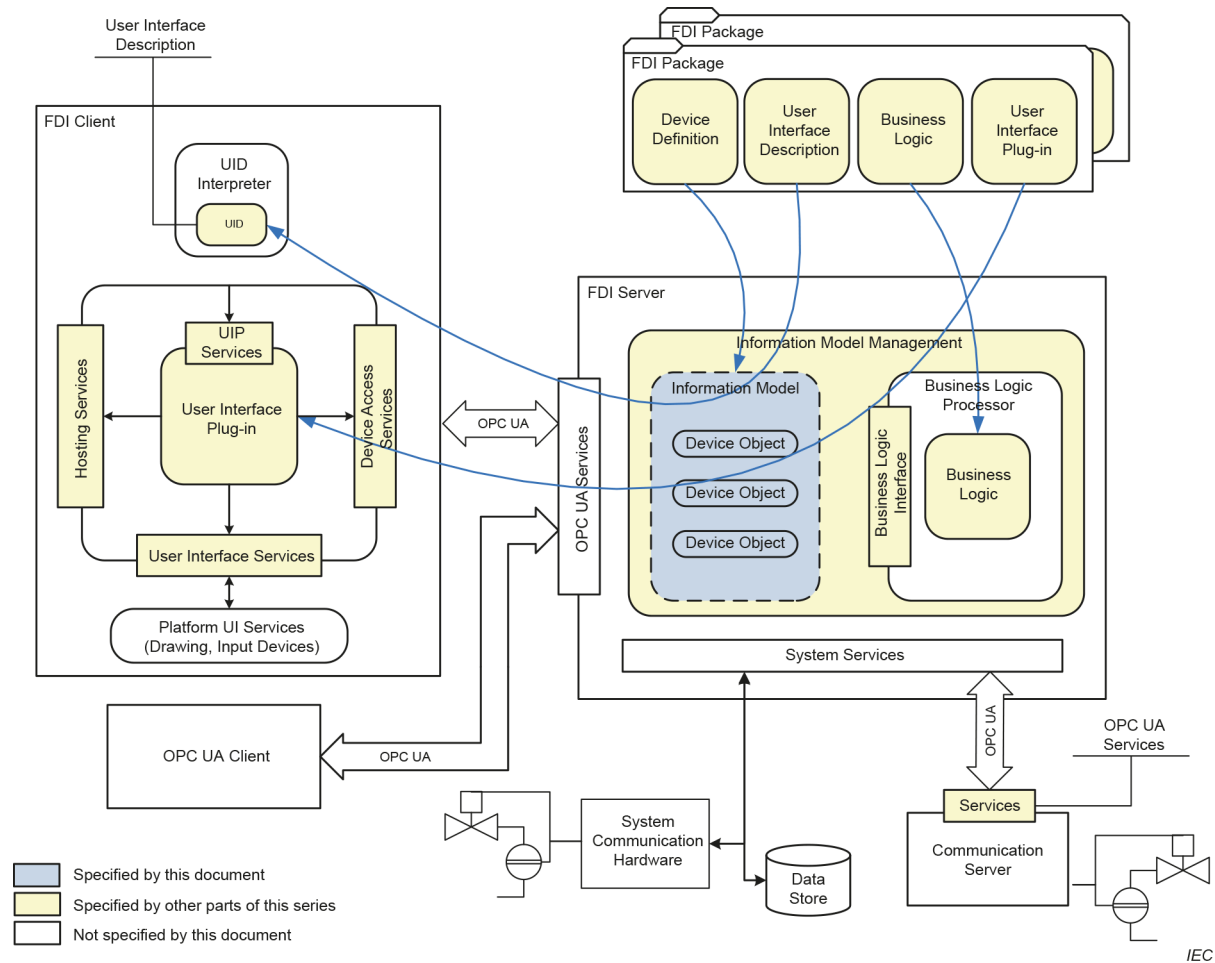 User Interface
Description
FDI Package
FDI Package
Device
Definition
User
Interface
Description
Business
Logic
User
Interface
Plug-in
FDI Client
UID
Interpreter
UID
UIP
Services
Hosting Services
User Interface
Plug-in
Device Access
Services
User Interface Services
Platform UI Services
(Drawing, Input Devices)
OPC UA
FDI Server
OPC UA Services
Information Model Management
Information Model
Device Object
Device Object
Device Object
Business Logic
Processor
Business Logic
Interface
Business
Logic
System Services
OPC UA Client
OPC UA
OPC UA
OPC UA
Services
System
Communication
Hardware
Data
Store
Services
Communication
Server
Specified by this document
Specified by other parts of this series
Not specified by this document
IEC